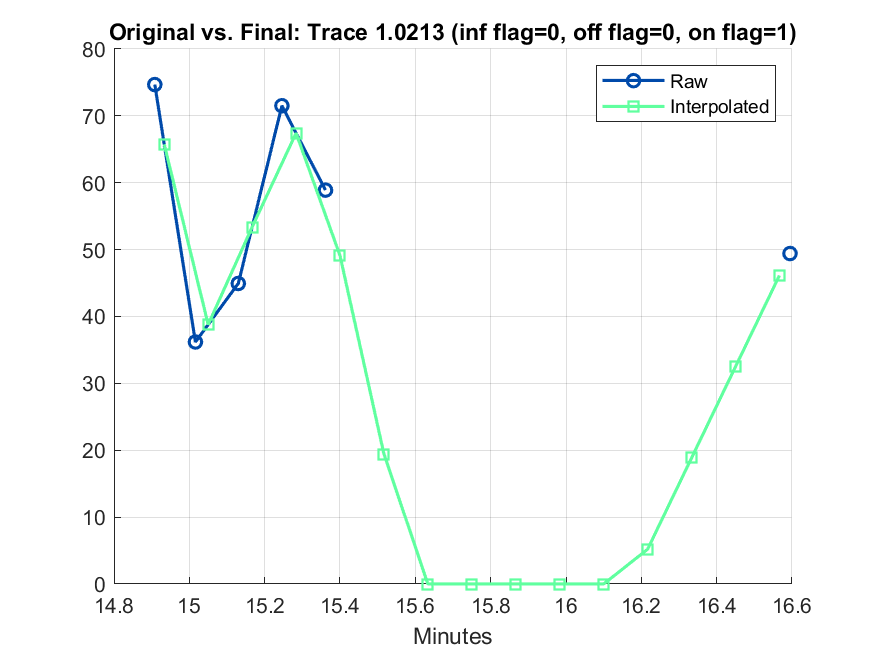 Original vs. Final: Trace 1.0213 (inf flag=0, off flag=0, on flag=1)
80
70
60
50
40
30
20
10
0
Raw
Interpolated
14.8 15 15.2 15.4 15.6 15.8 16 16.2 16.4 16.6
Minutes